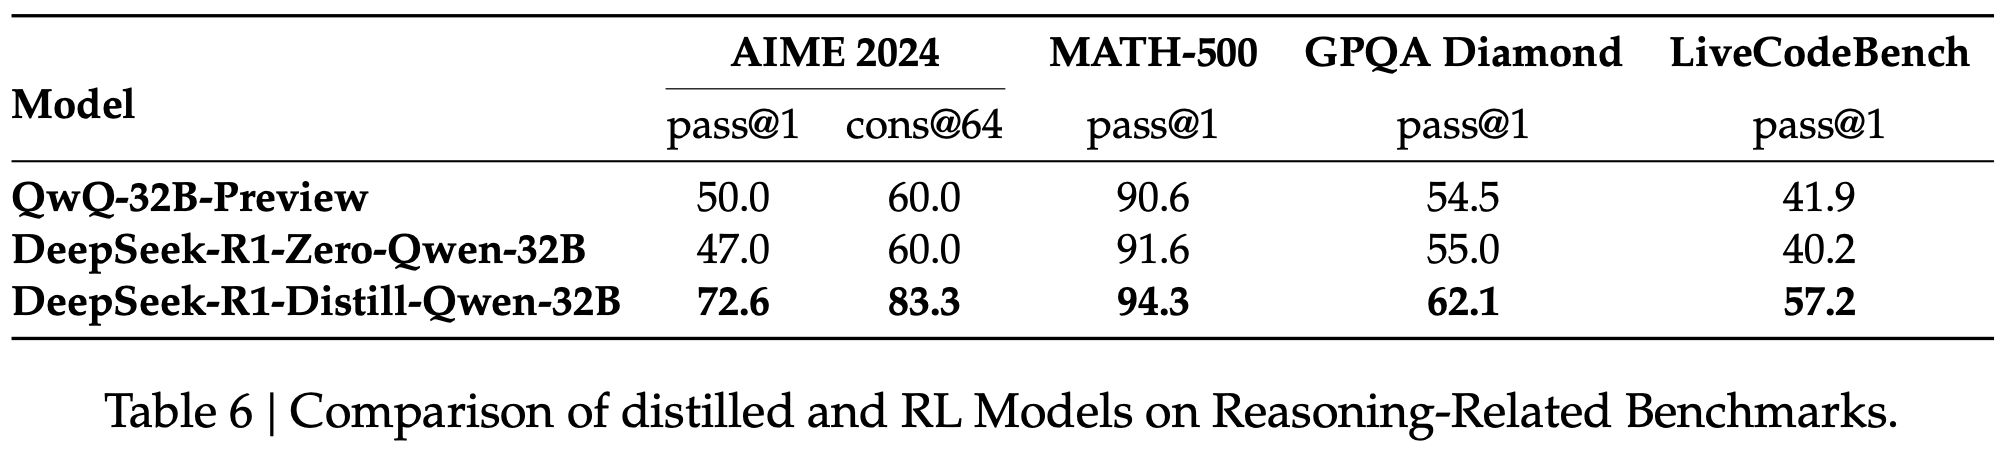 AIME 2024 MATH-500 GPQA Diamond LiveCodeBench
Model
pass@1 cons@64 pass@1 pass@1 pass@1
QwQ-32B-Preview 50.0 60.0 90.6 54.5 41.9
DeepSeek-R1-Zero-Qwen-32B 47.0 60.0 91.6 55.0 40.2
DeepSeek-R1-Distill-Qwen-32B 72.6 83.3 94.3 62.1 57.2
Table 6 | Comparison of distilled and RL Models on Reasoning-Related Benchmarks.